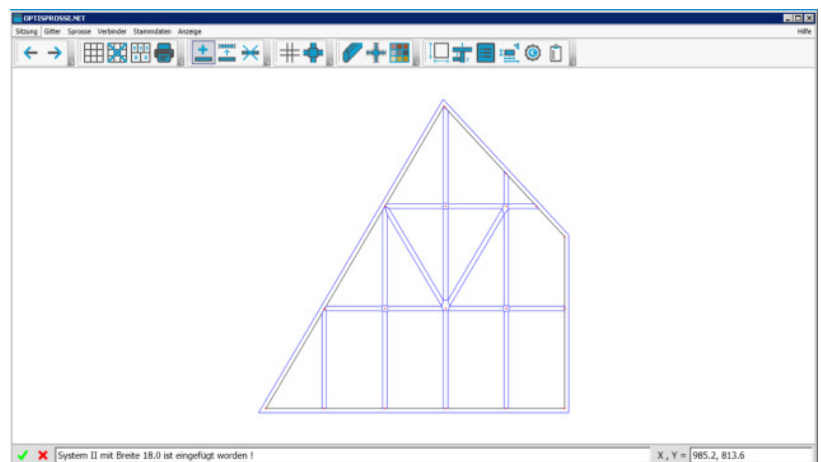 OPTISPROSSE.NET
Sitzung Gitter Sprosse Verbinder Stammdaten Anzeige Hilfe
System II mit Breite 18.0 ist eingefügt worden ! X , Y = 985.2, 813.6